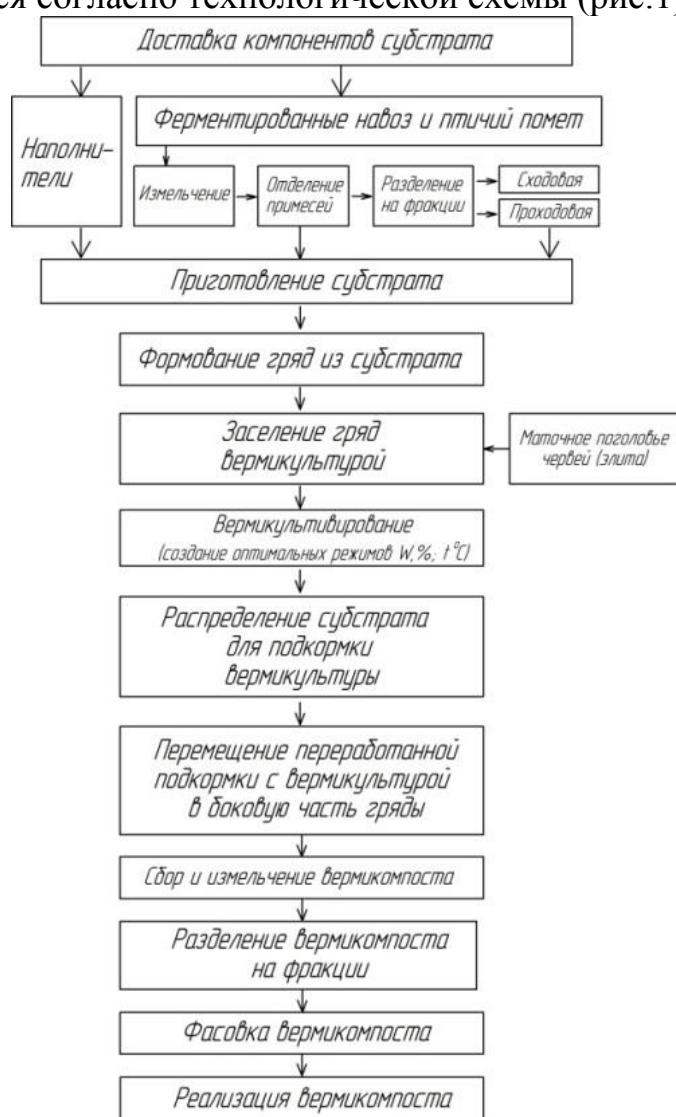 ся согласно технологической схемы (рис.1)
Доставка компонентов субстрата
Наполни-
тели
Ферментированные навоз и птичий помет
Измельчение
Отделение
примесей
Разделение
на фракции
Сходовая
Проходовая
Приготовление субстрата
Формование гряд из субстрата
Заселение гряд
вермикультурой
Маточное поголовье
червей (элита)
Вермикультивирование
(создание оптимальных режимов W,%; t°C)
Распределение субстрата
для подкормки
вермикультуры
Перемещение переработанной
подкормки с вермикультурой
в боковую часть гряды
Сбор и измельчение вермикомпоста
Разделение вермикомпоста
на фракции
Фасовка вермикомпоста
Реализация вермикомпоста